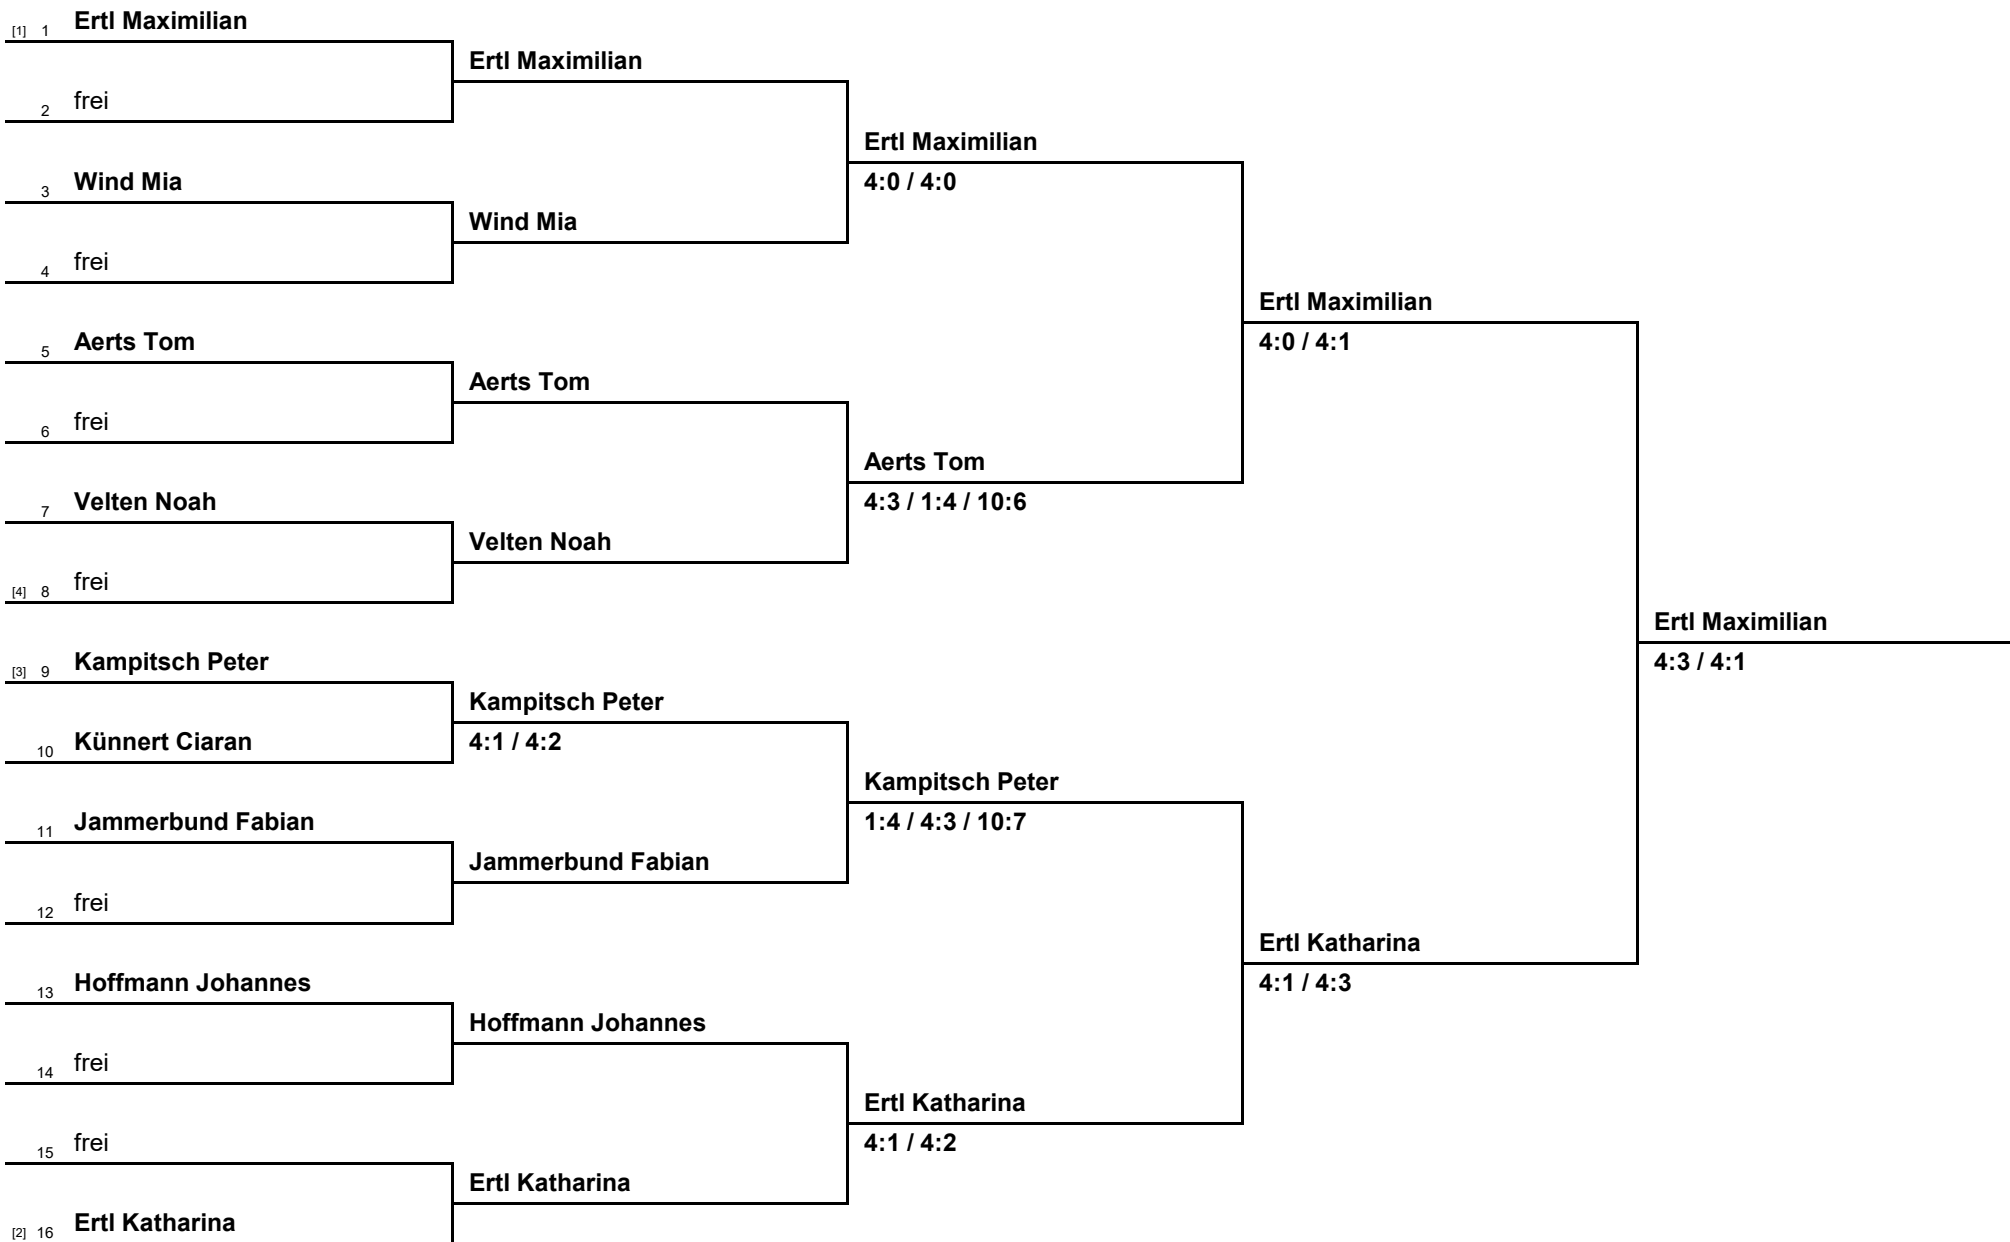 [1] 1 Ertl Maximilian
Ertl Maximilian
2 frei
Ertl Maximilian
3 Wind Mia
4:0 / 4:0
Wind Mia
4 frei
Ertl Maximilian
5 Aerts Tom
4:0 / 4:1
Aerts Tom
6 frei
Aerts Tom
7 Velten Noah
4:3 / 1:4 / 10:6
Velten Noah
[4] 8 frei
Ertl Maximilian
[3] 9 Kampitsch Peter
4:3 / 4:1
Kampitsch Peter
10 Künnert Ciaran
4:1 / 4:2
Kampitsch Peter
11 Jammerbund Fabian
1:4 / 4:3 / 10:7
Jammerbund Fabian
12 frei
Ertl Katharina
13 Hoffmann Johannes
4:1 / 4:3
Hoffmann Johannes
14 frei
Ertl Katharina
15 frei
4:1 / 4:2
Ertl Katharina
[2] 16 Ertl Katharina